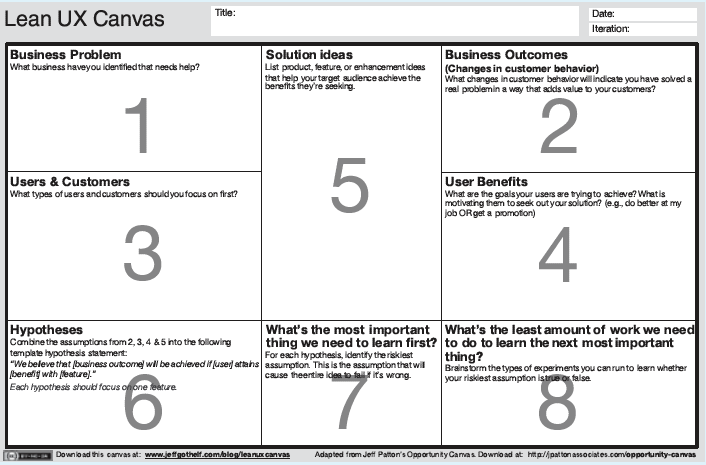 Lean UX Canvas
Title:
Date:
Iteration:
Business Problem
What business have you identified that needs help?
1
Solution ideas
List product, feature, or enhancement ideas
that help your target audience achieve the
benefits they're seeking.
5
Business Outcomes
(Changes in customer behavior)
What changes in customer behavior will indicate you have solved a
real problem in a way that adds value to your customers?
2
Users & Customers
What types of users and customers should you focus on first?
3
User Benefits
What are the goals your users are trying to achieve? What is
motivating them to seek out your solution? (e.g., do better at my
job OR get a promotion)
4
Hypotheses
Combine the assumptions from 2, 3, 4 & 5 into the following
template hypothesis statement:
"We believe that [business outcome] will be achieved if [user] attains
[benefit] with [feature]."
Each hypothesis should focus on one feature.
6
What's the most important
thing we need to learn first?
For each hypothesis, identify the riskiest
assumption. This is the assumption that will
cause the entire idea to fail if it's wrong.
7
What's the least amount of work we need
to do to learn the next most important
thing?
Brainstorm the types of experiments you can run to learn whether
your riskiest assumption is true or false.
8
Download this canvas at: www.jeffgothelf.com/blog/leanuxcanvas
Adapted from Jeff Patton's Opportunity Canvas. Download at: http://pattonassociates.com/opportunity-canvas